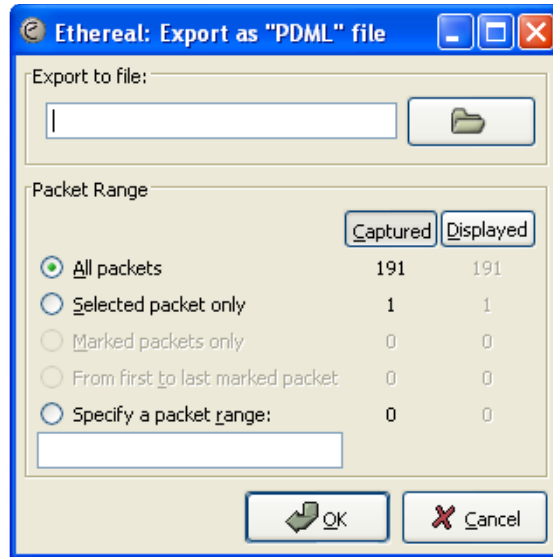 Ethereal: Export as "PDML" file
Export to file:
Packet Range
Captured Displayed
All packets 191 191
Selected packet only 1 1
Marked packets only 0 0
From first to last marked packet 0 0
Specify a packet range: 0 0
OK Cancel